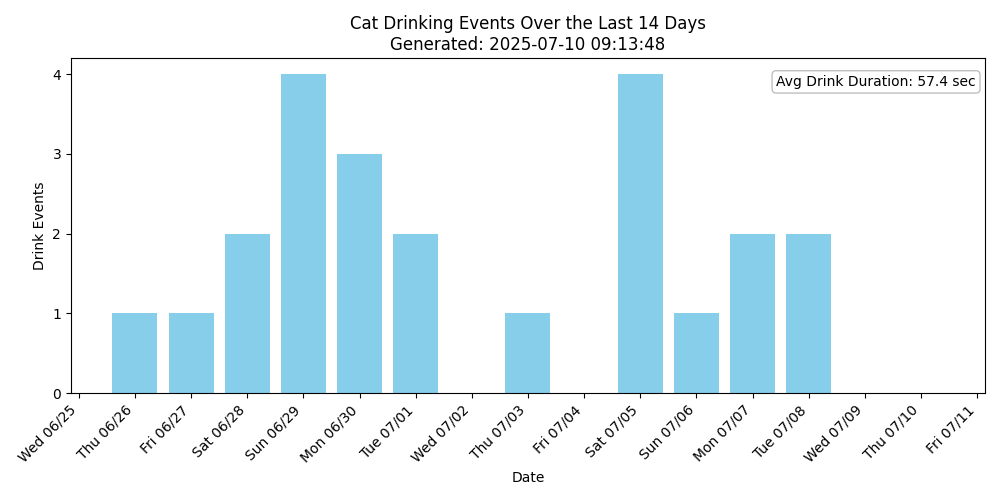 Cat Drinking Events Over the Last 14 Days
Generated: 2025-07-10 09:13:48
Avg Drink Duration: 57.4 sec
Drink Events
4
3
2
1
0
Wed 06/25
Thu 06/26
Fri 06/27
Sat 06/28
Sun 06/29
Mon 06/30
Tue 07/01
Wed 07/02
Thu 07/03
Fri 07/04
Sat 07/05
Sun 07/06
Mon 07/07
Tue 07/08
Wed 07/09
Thu 07/10
Fri 07/11
Date